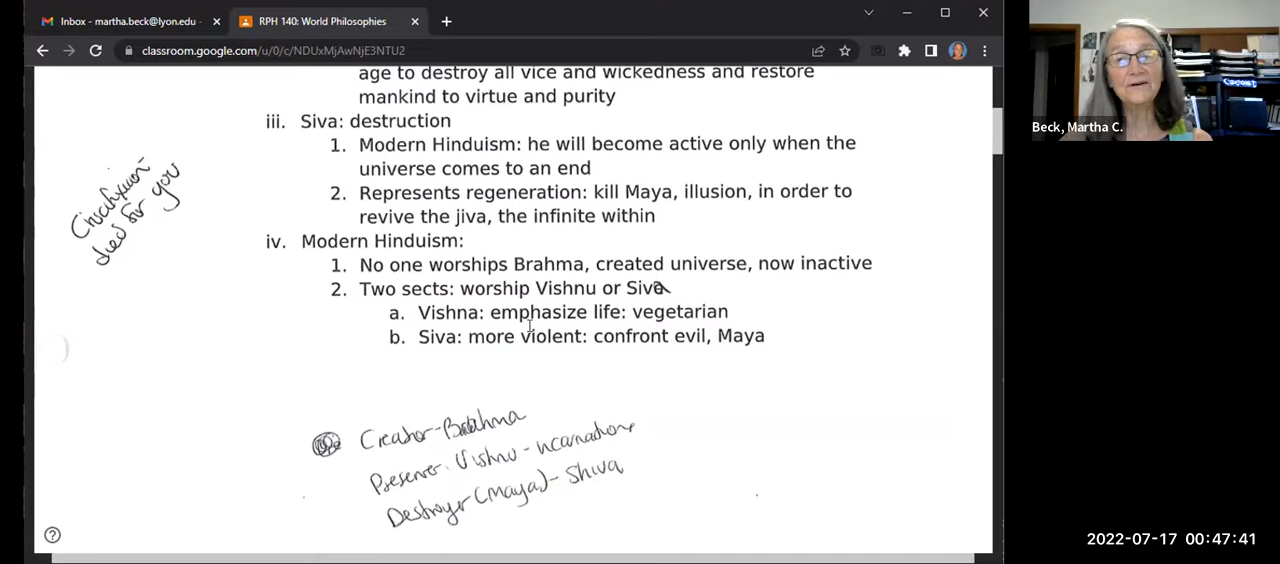 Inbox - martha.beck@lyon.edu -
RPH 140: World Philosophies
classroom.google.com/u/0/c/NDUxMjAwNjE3NTU2
age to destroy all vice and wickedness and restore
mankind to virtue and purity
iii. Siva: destruction
1. Modern Hinduism: he will become active only when the
universe comes to an end
2. Represents regeneration: kill Maya, illusion, in order to
revive the jiva, the infinite within
iv. Modern Hinduism:
1. No one worships Brahma, created universe, now inactive
2. Two sects: worship Vishnu or Siva
a. Vishna: emphasize life: vegetarian
b. Siva: more violent: confront evil, Maya
died for you
Creator - Brahma
Preserver. Vishnu - incarnations
Destroyer (Maya) - Shiva
Beck, Martha C.
2022-07-17 00:47:41